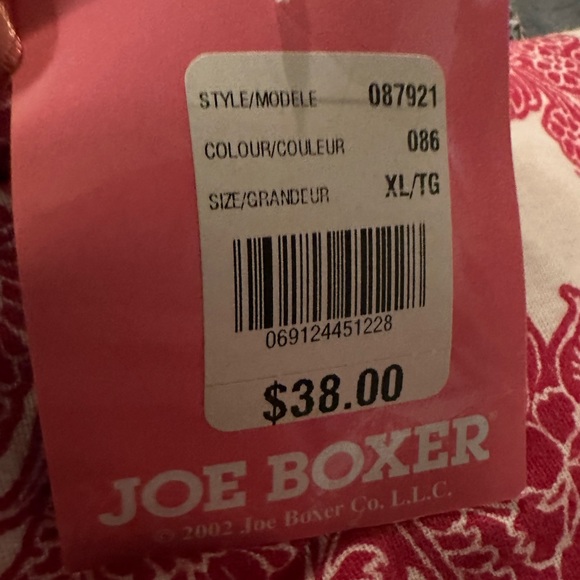 STYLE/MODELE 087921
COLOUR/COULEUR 086
SIZE/GRANDEUR XL/TG
069124451228
$38.00
JOE BOXER®
© 2002 Joe Boxer Co. L.L.C.